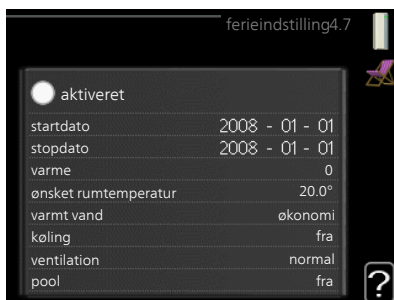 ferieindstilling4.7
aktiveret
startdato 2008 - 01 - 01
stopdato 2008 - 01 - 01
varme 0
ønsket rumtemperatur 20.0°
varmt vand økonomi
køling fra
ventilation normal
pool fra
?